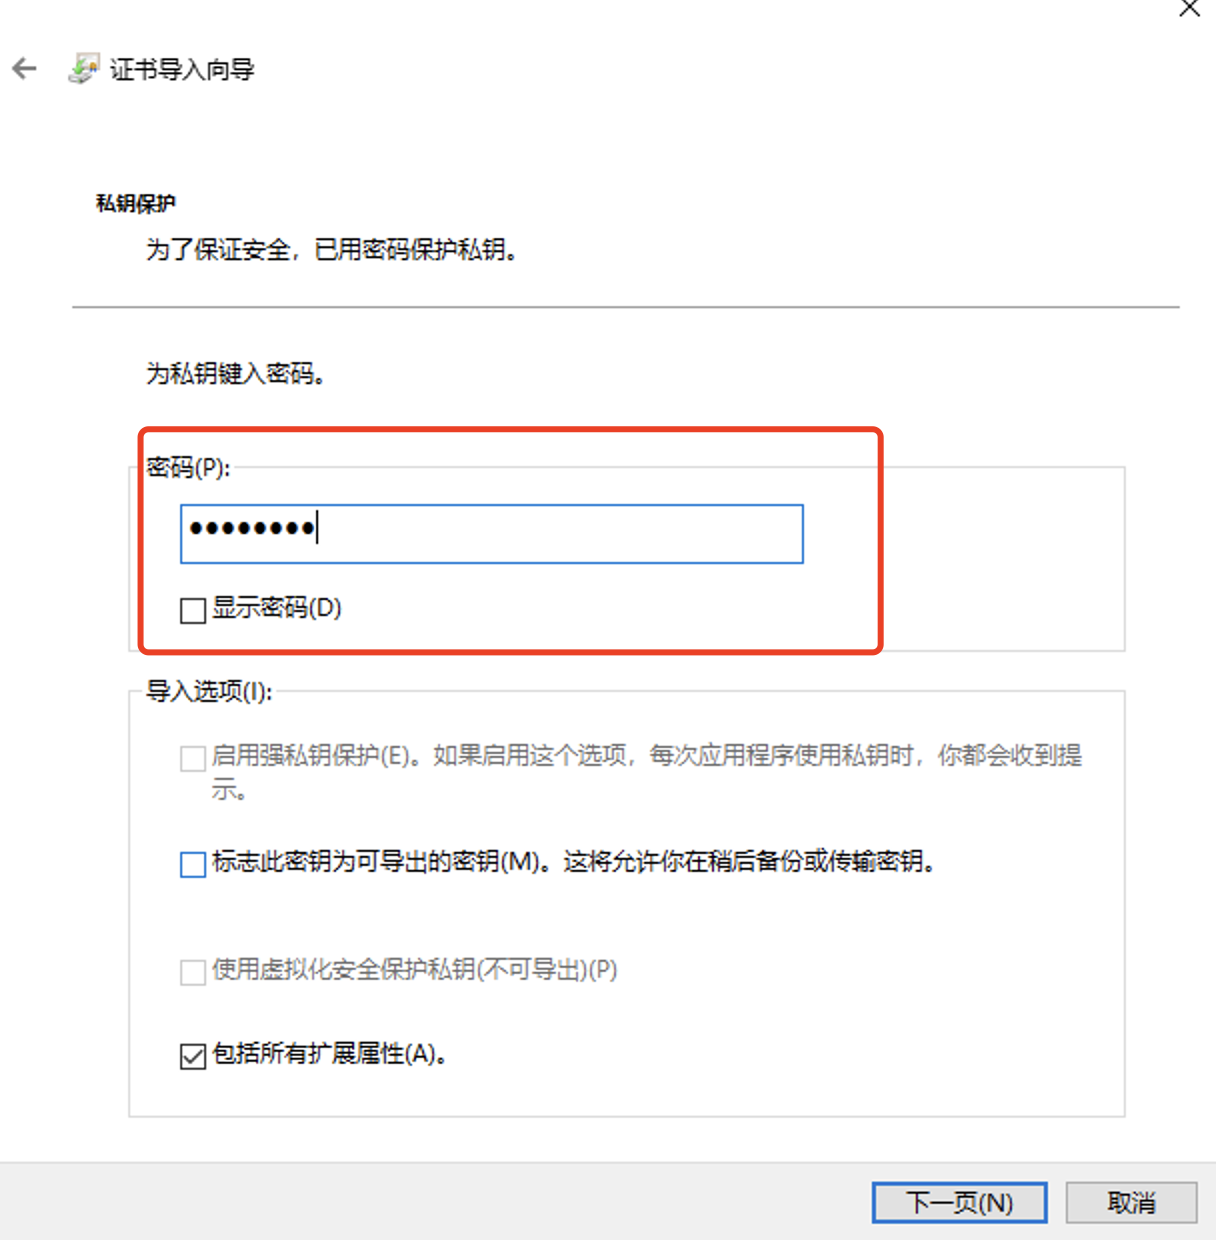 证书导入向导
私钥保护
为了保证安全，已用密码保护私钥。
为私钥键入密码。
密码(P):
●●●●●●●●
显示密码(D)
导入选项(I):
启用强私钥保护(E)。如果启用这个选项，每次应用程序使用私钥时，你都会收到提
示。
标志此密钥为可导出的密钥(M)。这将允许你在稍后备份或传输密钥。
使用虚拟化安全保护私钥(不可导出)(P)
包括所有扩展属性(A)。
下一页(N)
取消